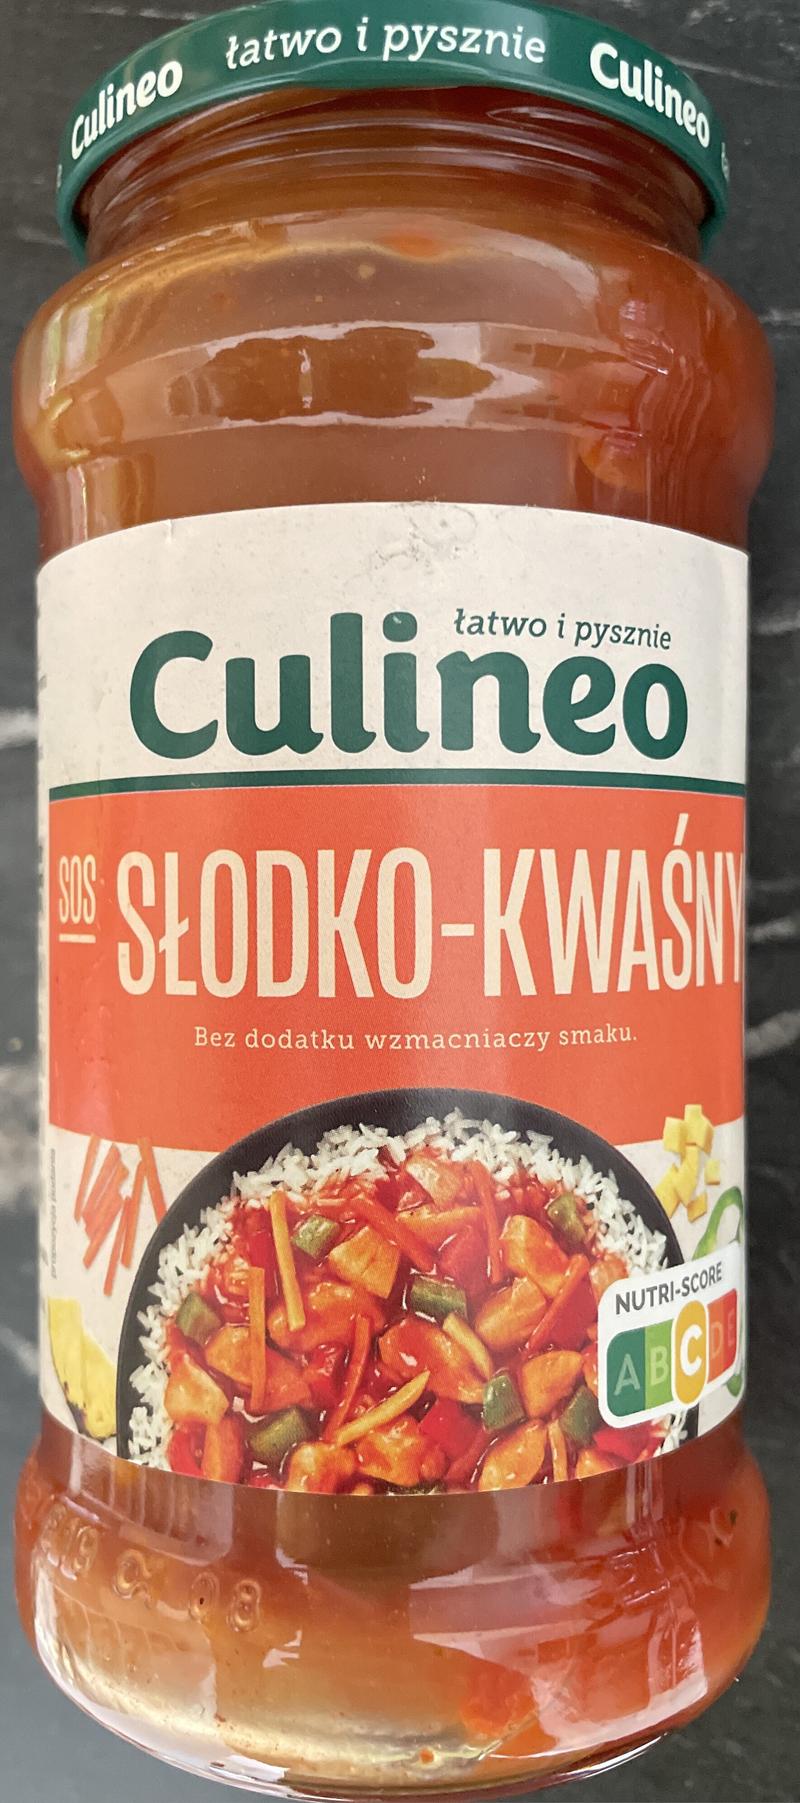 Culineo łatwo i pysznie Culineo
łatwo i pysznie
Culineo
SOS SŁODKO-KWAŚNY
Bez dodatku wzmacniaczy smaku.
NUTRI-SCORE
A B C D E